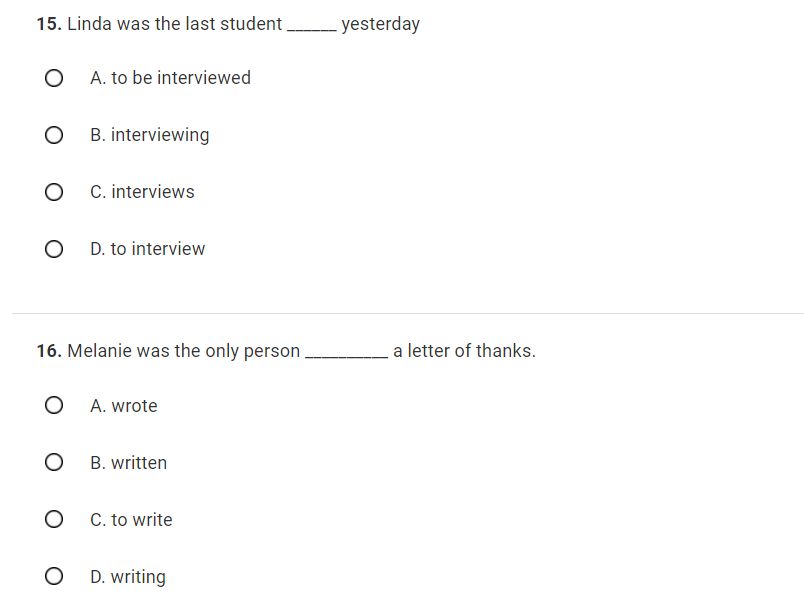 15. Linda was the last student ______ yesterday
A. to be interviewed
B. interviewing
C. interviews
D. to interview
16. Melanie was the only person __________ a letter of thanks.
A. wrote
B. written
C. to write
D. writing